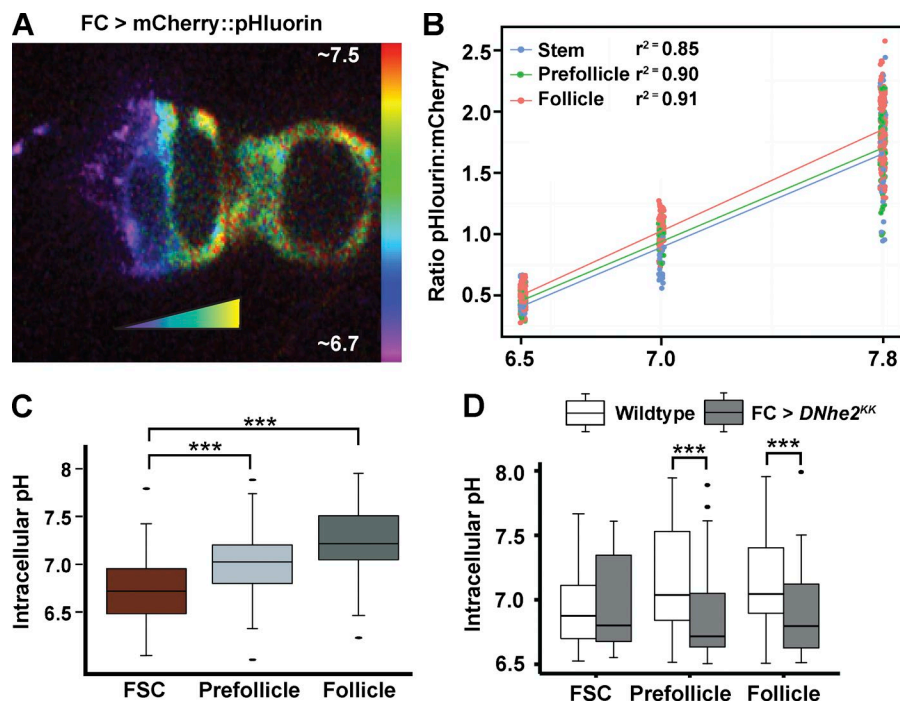 A
FC > mCherry::pHluorin
~7.5
~6.7
B
Ratio pHlourin:mCherry
2.5
2.0
1.5
1.0
0.5
Stem r² = 0.85
Prefollicle r² = 0.90
Follicle r² = 0.91
6.5 7.0 7.8
C
Intracellular pH
8
7.5
7.0
6.5
***
***
FSC Prefollicle Follicle
D
Wildtype FC > DNhe2ᴷᴷ
Intracellular pH
8.0
7.5
7.0
6.5
*** ***
FSC Prefollicle Follicle